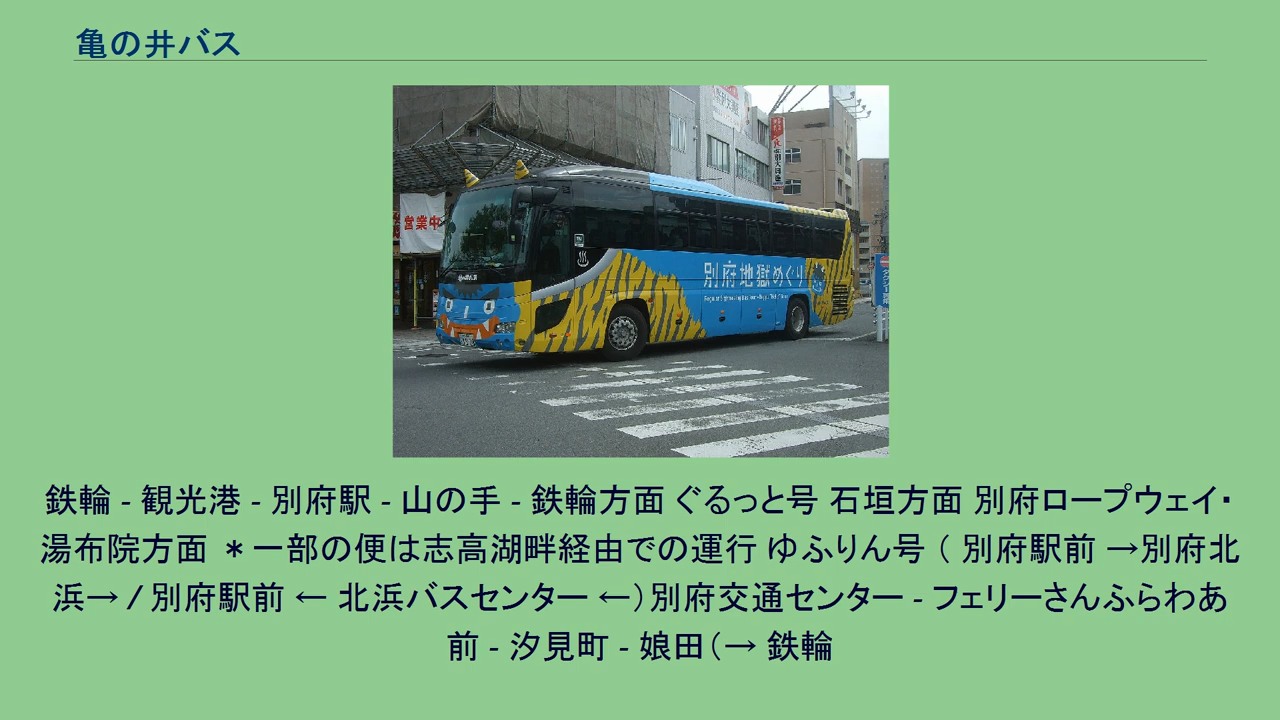 亀の井バス
営業中
別府地獄めぐり
鉄輪 - 観光港 - 別府駅 - 山の手 - 鉄輪方面 ぐるっと号 石垣方面 別府ロープウェイ・
湯布院方面 ＊一部の便は志高湖畔経由での運行 ゆふりん号 （ 別府駅前 →別府北
浜→ / 別府駅前 ← 北浜バスセンター ←）別府交通センター - フェリーさんふらわあ
前 - 汐見町 - 娘田（→ 鉄輪